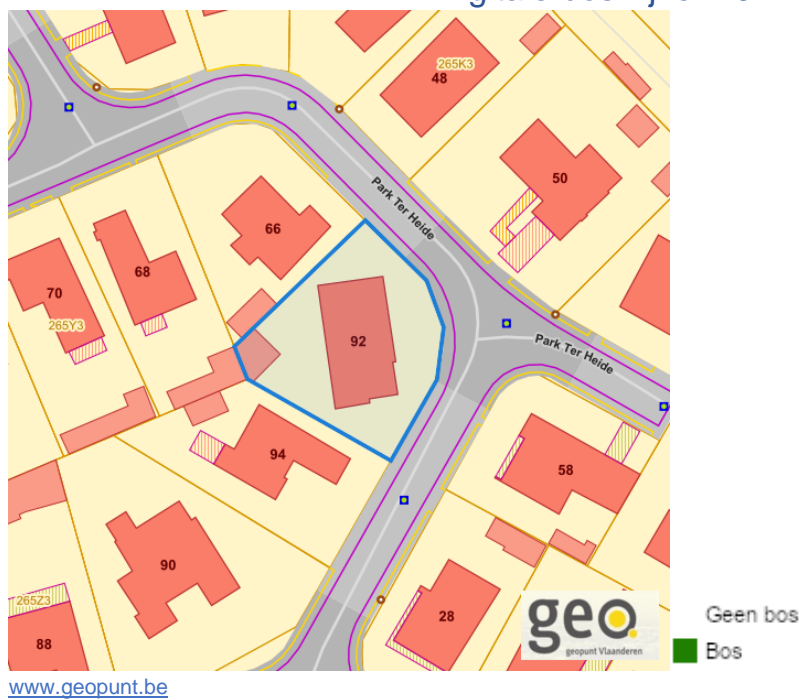 265K3
48
Park Ter Heide
50
66
68
70
265Y3
92
Park Ter Heide
94
58
90
265Z3
88
28
geo
geopunt Vlaanderen
Geen bos
Bos
www.geopunt.be